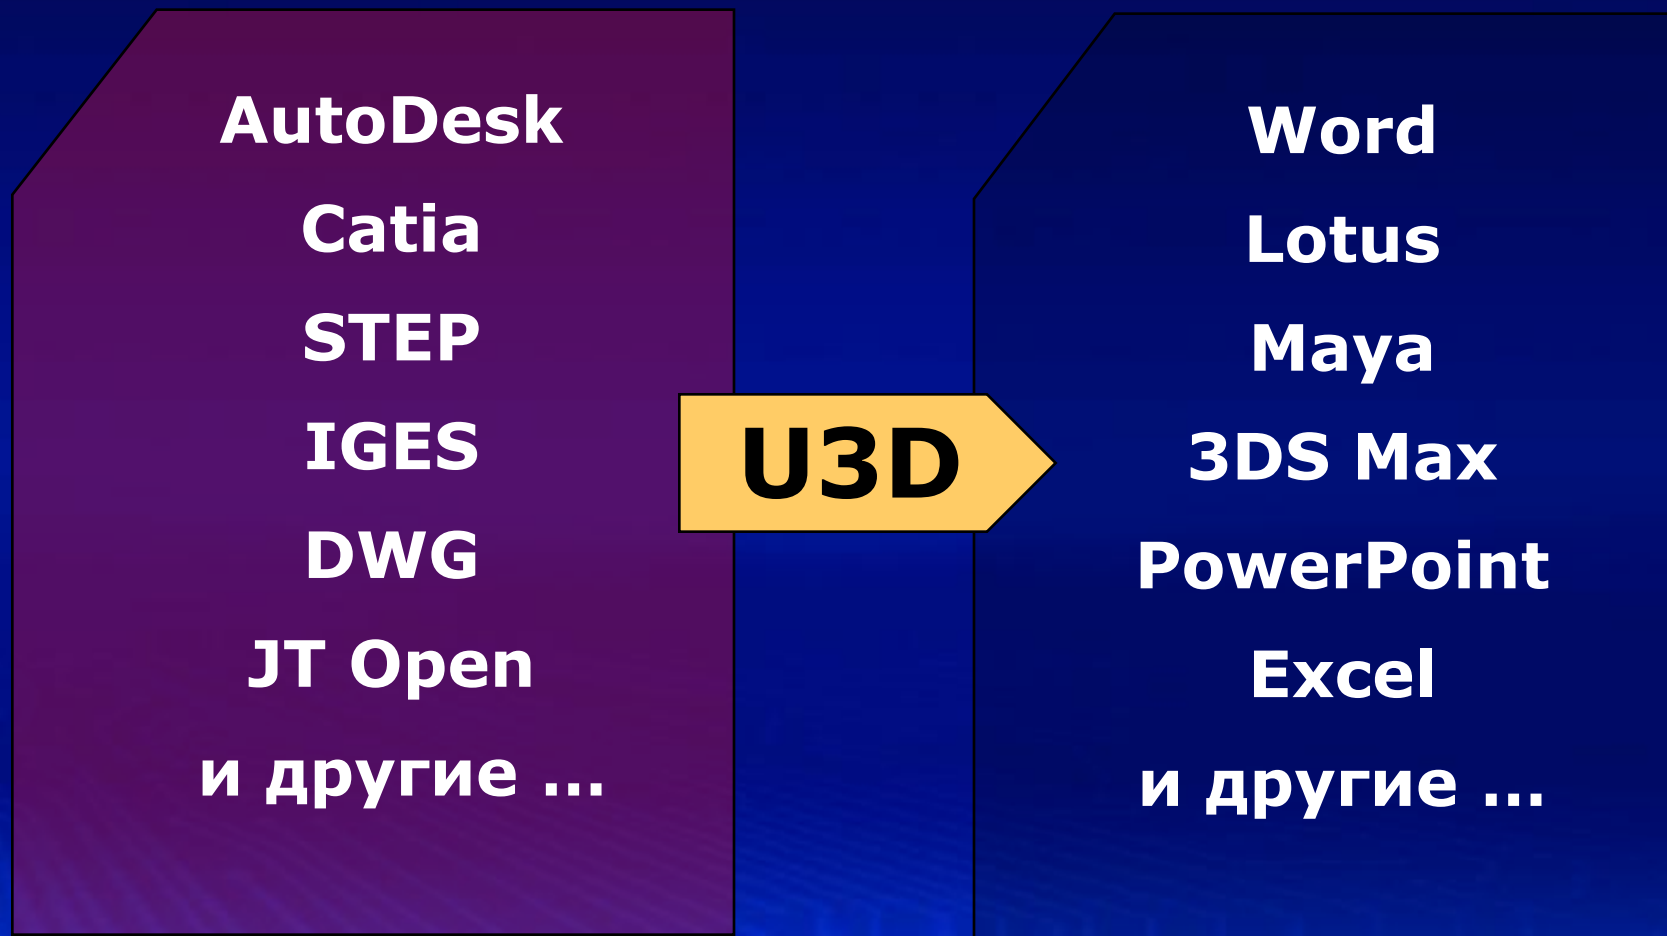 AutoDesk
Catia
STEP
IGES
DWG
JT Open
и другие ...
U3D
Word
Lotus
Maya
3DS Max
PowerPoint
Excel
и другие ...